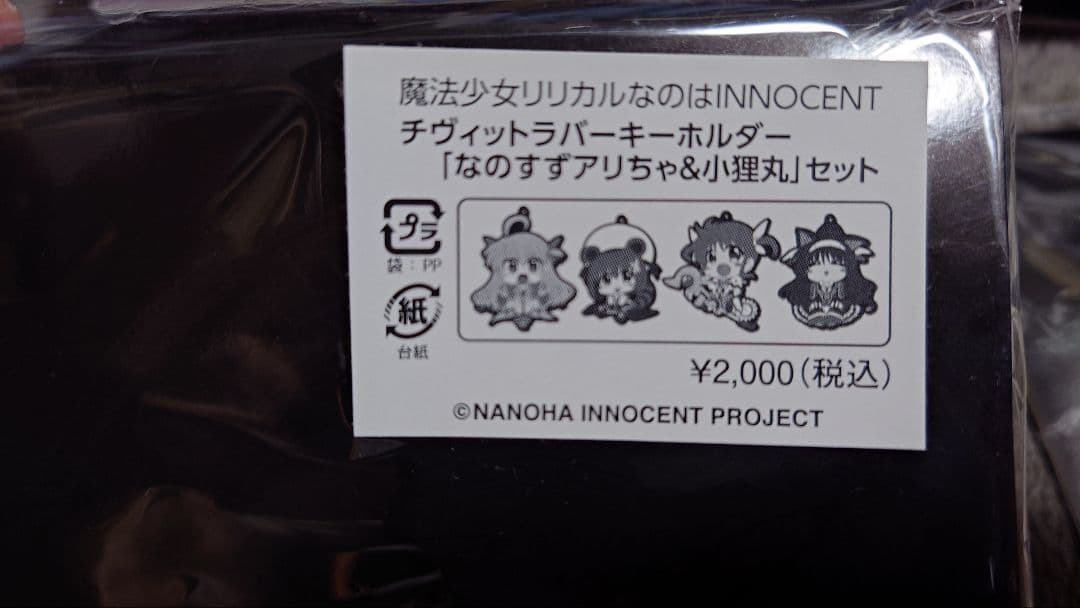 魔法少女リリカルなのはINNOCENT
チヴィットラバーキーホルダー
「なのすずアリちゃ&小狸丸」セット
プラ
袋：PP
紙
台紙
¥2,000（税込）
©NANOHA INNOCENT PROJECT